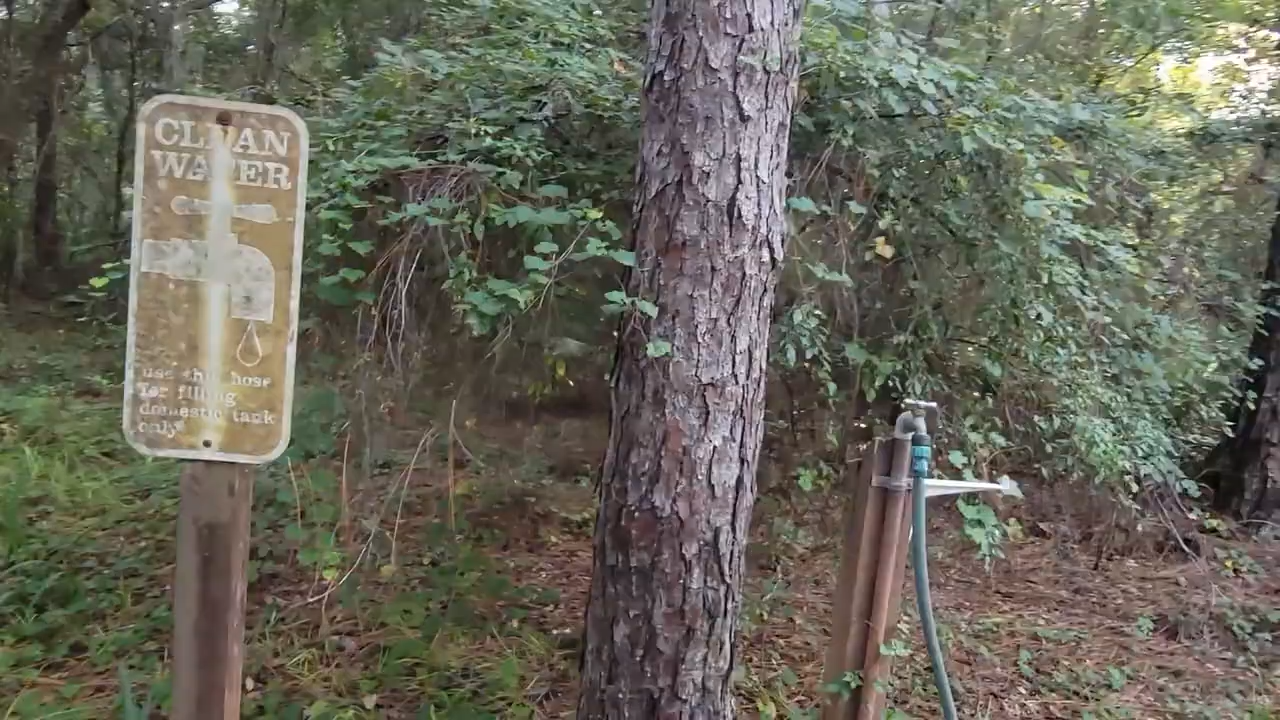 CLEAN
WATER
use this hose
for filling
domestic tank
only